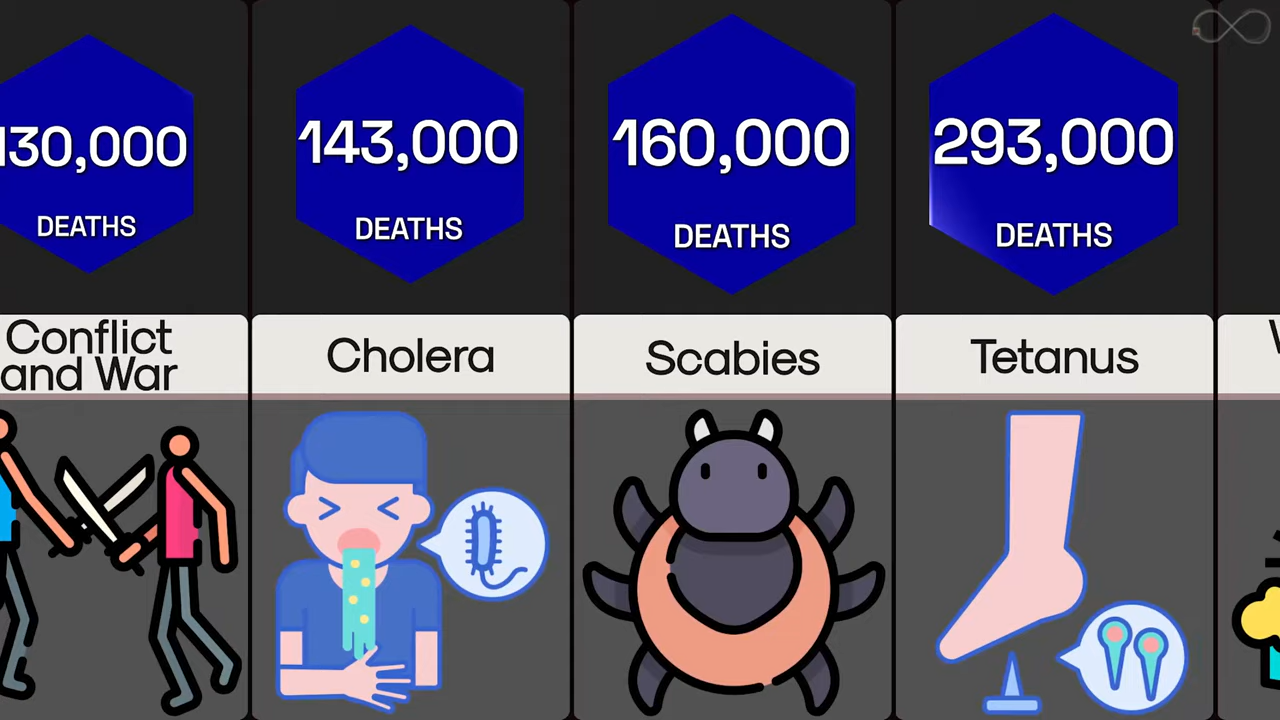 130,000
DEATHS
Conflict
and War
143,000
DEATHS
Cholera
160,000
DEATHS
Scabies
293,000
DEATHS
Tetanus